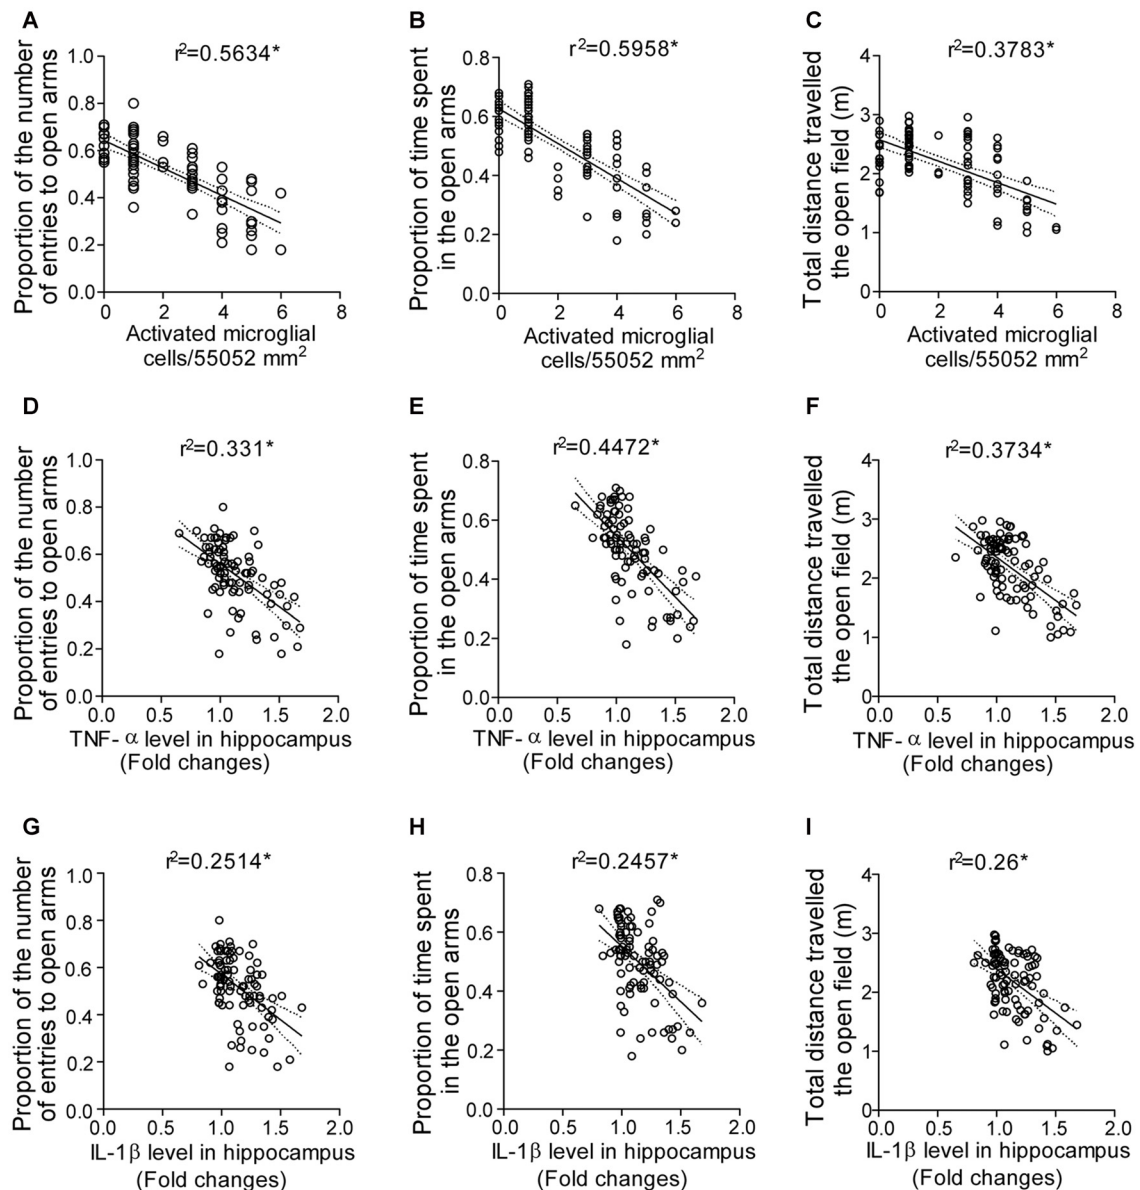 A
r²=0.5634*
Proportion of the number
of entries to open arms
1.0
0.8
0.6
0.4
0.2
0.0
0
2
4
6
8
Activated microglial
cells/55052 mm²
B
r²=0.5958*
Proportion of time spent
in the open arms
0.8
0.6
0.4
0.2
0.0
0
2
4
6
8
Activated microglial
cells/55052 mm²
C
r²=0.3783*
Total distance travelled
the open field (m)
4
3
2
1
0
0
2
4
6
8
Activated microglial
cells/55052 mm²
D
r²=0.331*
Proportion of the number
of entries to open arms
1.0
0.8
0.6
0.4
0.2
0.0
0.0
0.5
1.0
1.5
2.0
TNF- α level in hippocampus
(Fold changes)
E
r²=0.4472*
Proportion of time spent
in the open arms
0.8
0.6
0.4
0.2
0.0
0.0
0.5
1.0
1.5
2.0
TNF- α level in hippocampus
(Fold changes)
F
r²=0.3734*
Total distance travelled
the open field (m)
4
3
2
1
0
0.0
0.5
1.0
1.5
2.0
TNF- α level in hippocampus
(Fold changes)
G
r²=0.2514*
Proportion of the number
of entries to open arms
1.0
0.8
0.6
0.4
0.2
0.0
0.0
0.5
1.0
1.5
2.0
IL-1β level in hippocampus
(Fold changes)
H
r²=0.2457*
Proportion of time spent
in the open arms
0.8
0.6
0.4
0.2
0.0
0.0
0.5
1.0
1.5
2.0
IL-1β level in hippocampus
(Fold changes)
I
r²=0.26*
Total distance travelled
the open field (m)
4
3
2
1
0
0.0
0.5
1.0
1.5
2.0
IL-1β level in hippocampus
(Fold changes)